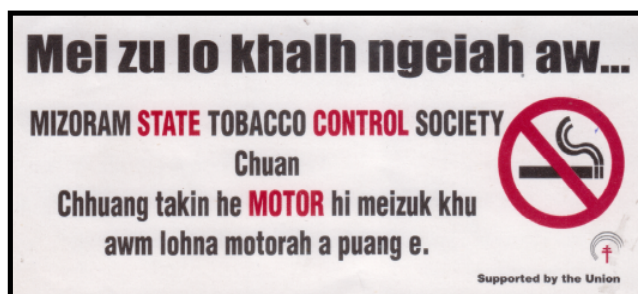 Mei zu lo khalh ngeiah aw...
MIZORAM STATE TOBACCO CONTROL SOCIETY
Chuan
Chhuang takin he MOTOR hi meizuk khu
awm lohna motorah a puang e.
Supported by the Union